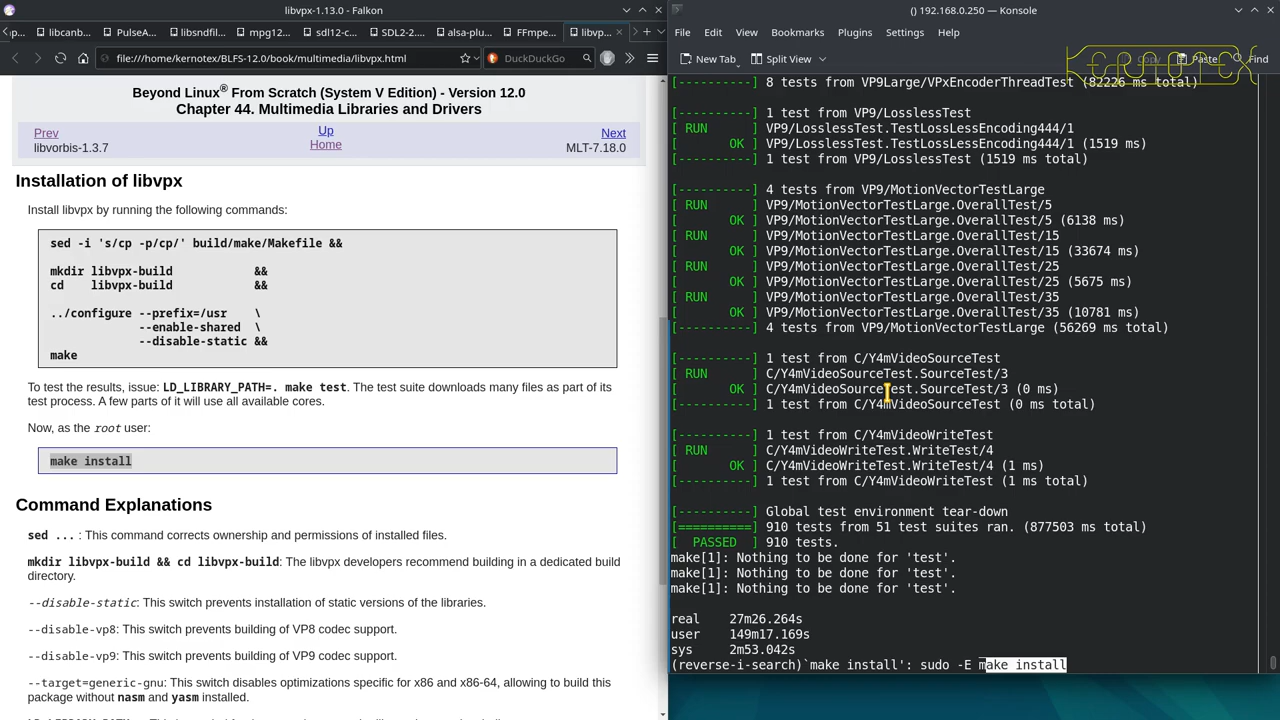 libvpx-1.13.0 — Falkon
p...
libcanb...
PulseA...
libsndfil...
mpg12...
sdl12-c...
SDL2-2....
alsa-plu...
FFmpe...
libvp...
file:///home/kernotex/BLFS-12.0/book/multimedia/libvpx.html
DuckDuckGo
Beyond Linux® From Scratch (System V Edition) - Version 12.0
Chapter 44. Multimedia Libraries and Drivers
Prev Up Next
libvorbis-1.3.7 Home MLT-7.18.0
Installation of libvpx
Install libvpx by running the following commands:
sed -i 's/cp -p/cp/' build/make/Makefile &&
mkdir libvpx-build &&
cd libvpx-build &&
../configure --prefix=/usr \
--enable-shared \
--disable-static &&
make
To test the results, issue: LD_LIBRARY_PATH=. make test. The test suite downloads many files as part of its
test process. A few parts of it will use all available cores.
Now, as the root user:
make install
Command Explanations
sed ... : This command corrects ownership and permissions of installed files.
mkdir libvpx-build && cd libvpx-build: The libvpx developers recommend building in a dedicated build
directory.
--disable-static: This switch prevents installation of static versions of the libraries.
--disable-vp8: This switch prevents building of VP8 codec support.
--disable-vp9: This switch prevents building of VP9 codec support.
--target=generic-gnu: This switch disables optimizations specific for x86 and x86-64, allowing to build this
package without nasm and yasm installed.
() 192.168.0.250 — Konsole
File Edit View Bookmarks Plugins Settings Help
New Tab Split View Copy Paste Find
KERNOTEX
[----------] 8 tests from VP9Large/VPxEncoderThreadTest (82226 ms total)
[----------] 1 test from VP9/LosslessTest
[ RUN      ] VP9/LosslessTest.TestLossLessEncoding444/1
[       OK ] VP9/LosslessTest.TestLossLessEncoding444/1 (1519 ms)
[----------] 1 test from VP9/LosslessTest (1519 ms total)
[----------] 4 tests from VP9/MotionVectorTestLarge
[ RUN      ] VP9/MotionVectorTestLarge.OverallTest/5
[       OK ] VP9/MotionVectorTestLarge.OverallTest/5 (6138 ms)
[ RUN      ] VP9/MotionVectorTestLarge.OverallTest/15
[       OK ] VP9/MotionVectorTestLarge.OverallTest/15 (33674 ms)
[ RUN      ] VP9/MotionVectorTestLarge.OverallTest/25
[       OK ] VP9/MotionVectorTestLarge.OverallTest/25 (5675 ms)
[ RUN      ] VP9/MotionVectorTestLarge.OverallTest/35
[       OK ] VP9/MotionVectorTestLarge.OverallTest/35 (10781 ms)
[----------] 4 tests from VP9/MotionVectorTestLarge (56269 ms total)
[----------] 1 test from C/Y4mVideoSourceTest
[ RUN      ] C/Y4mVideoSourceTest.SourceTest/3
[       OK ] C/Y4mVideoSourceTest.SourceTest/3 (0 ms)
[----------] 1 test from C/Y4mVideoSourceTest (0 ms total)
[----------] 1 test from C/Y4mVideoWriteTest
[ RUN      ] C/Y4mVideoWriteTest.WriteTest/4
[       OK ] C/Y4mVideoWriteTest.WriteTest/4 (1 ms)
[----------] 1 test from C/Y4mVideoWriteTest (1 ms total)
[----------] Global test environment tear-down
[==========] 910 tests from 51 test suites ran. (877503 ms total)
[  PASSED  ] 910 tests.
make[1]: Nothing to be done for 'test'.
make[1]: Nothing to be done for 'test'.
make[1]: Nothing to be done for 'test'.
real 27m26.264s
user 149m17.169s
sys 2m53.042s
(reverse-i-search)`make install': sudo -E make install